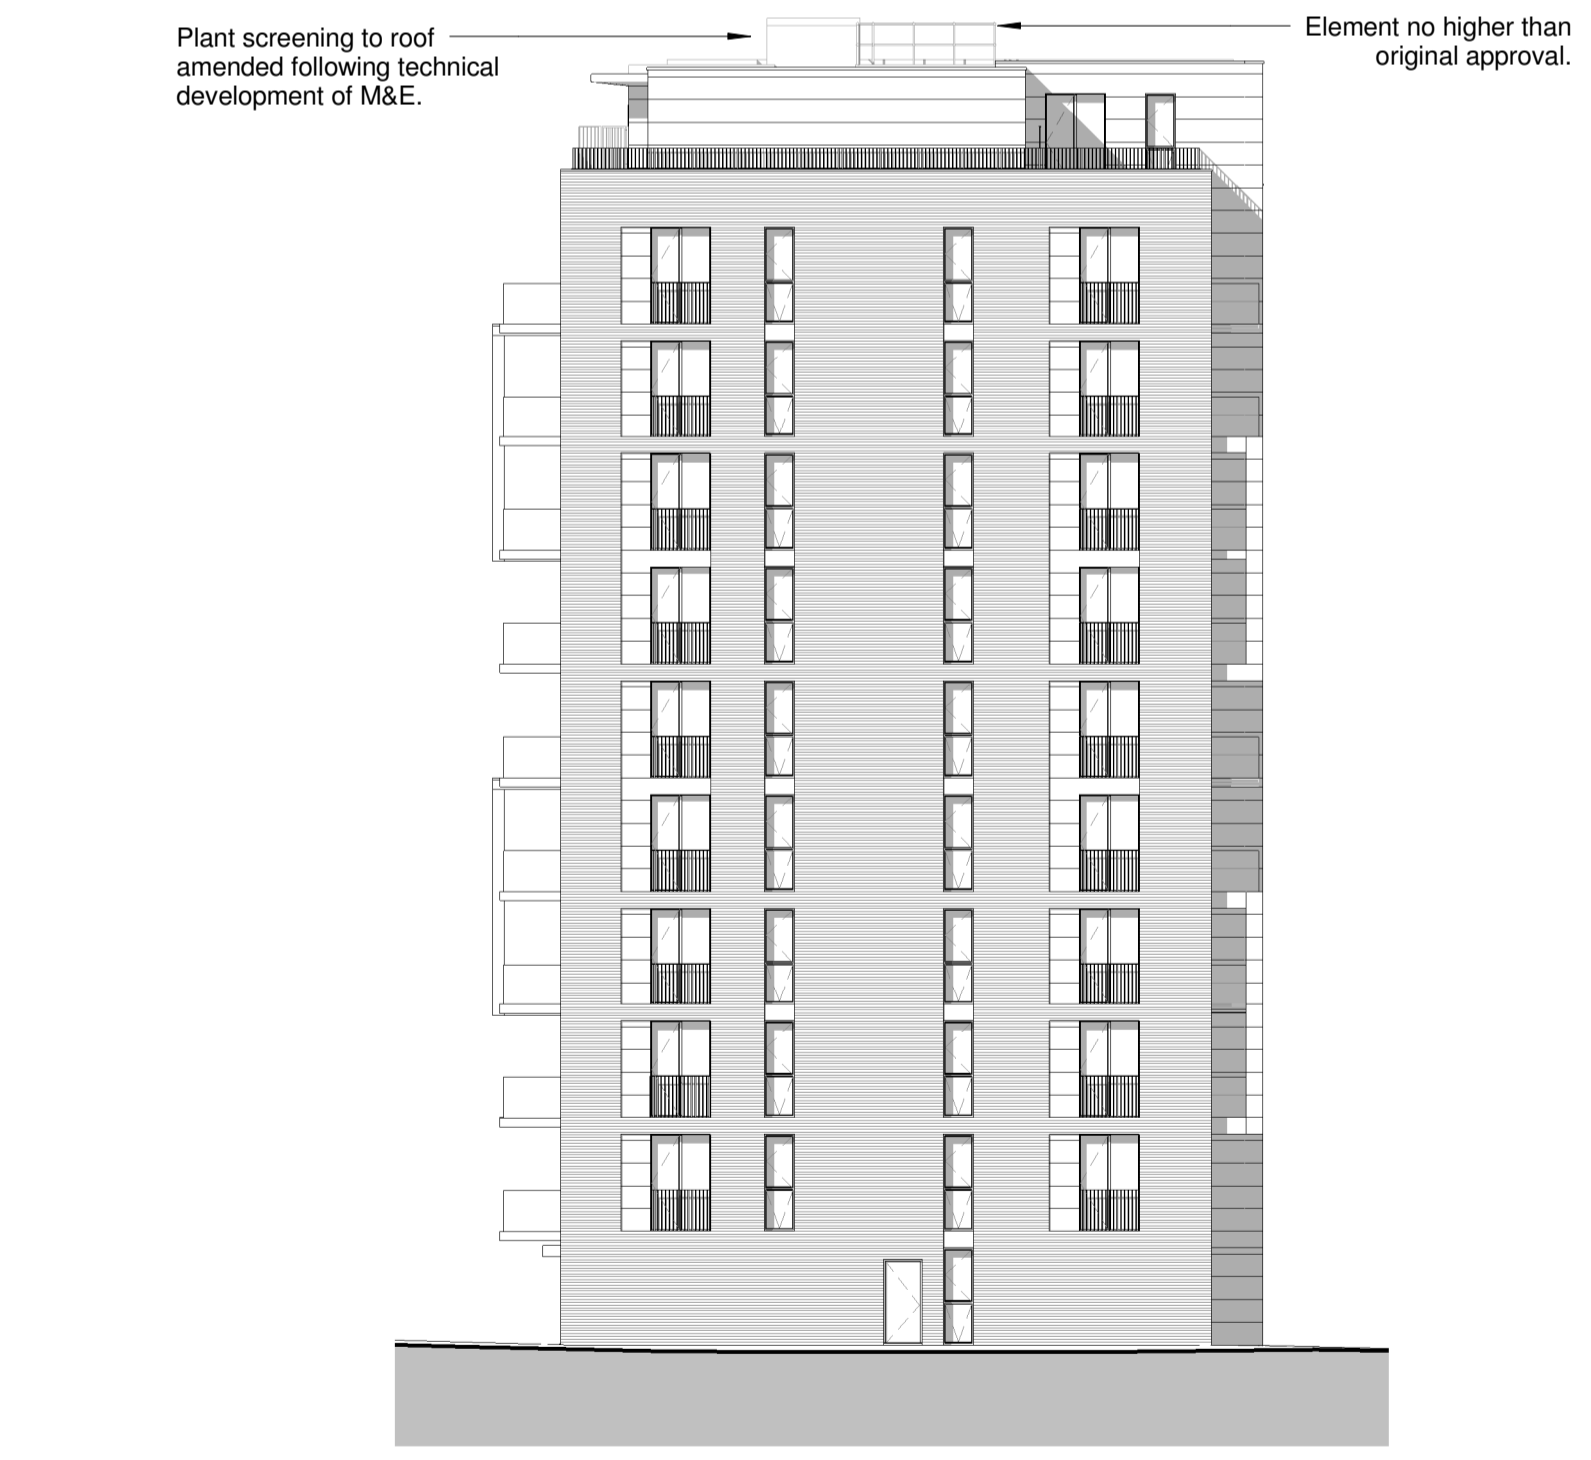 Plant screening to roof
amended following technical
development of M&E.
Element no higher than
original approval.